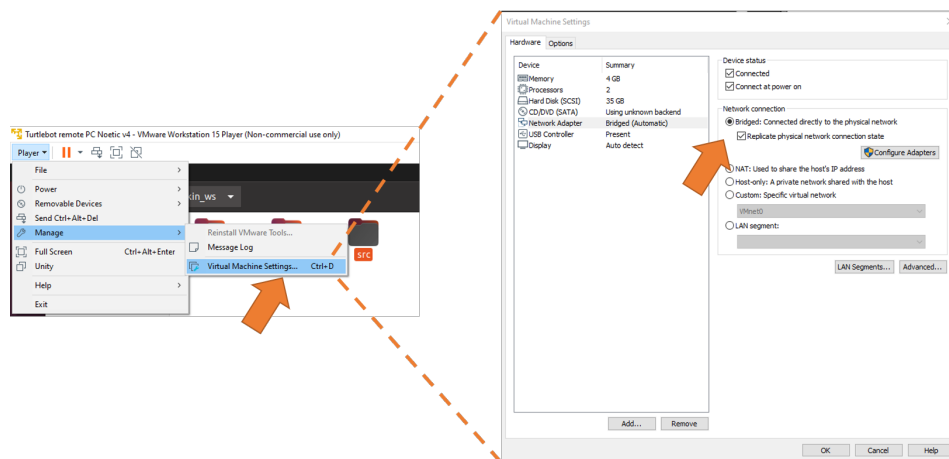 Turtlebot remote PC Noetic v4 - VMware Workstation 15 Player (Non-commercial use only)
Player
File
Power
Removable Devices
Send Ctrl+Alt+Del
Manage
Full Screen Ctrl+Alt+Enter
Unity
Help
Exit
kin_ws
Reinstall VMware Tools...
Message Log
Virtual Machine Settings... Ctrl+D
src
Virtual Machine Settings
Hardware Options
Device Summary
Memory 4 GB
Processors 2
Hard Disk (SCSI) 35 GB
CD/DVD (SATA) Using unknown backend
Network Adapter Bridged (Automatic)
USB Controller Present
Display Auto detect
Add... Remove
Device status
Connected
Connect at power on
Network connection
Bridged: Connected directly to the physical network
Replicate physical network connection state
Configure Adapters
NAT: Used to share the host's IP address
Host-only: A private network shared with the host
Custom: Specific virtual network
VMnet0
LAN segment:
LAN Segments... Advanced...
OK Cancel Help